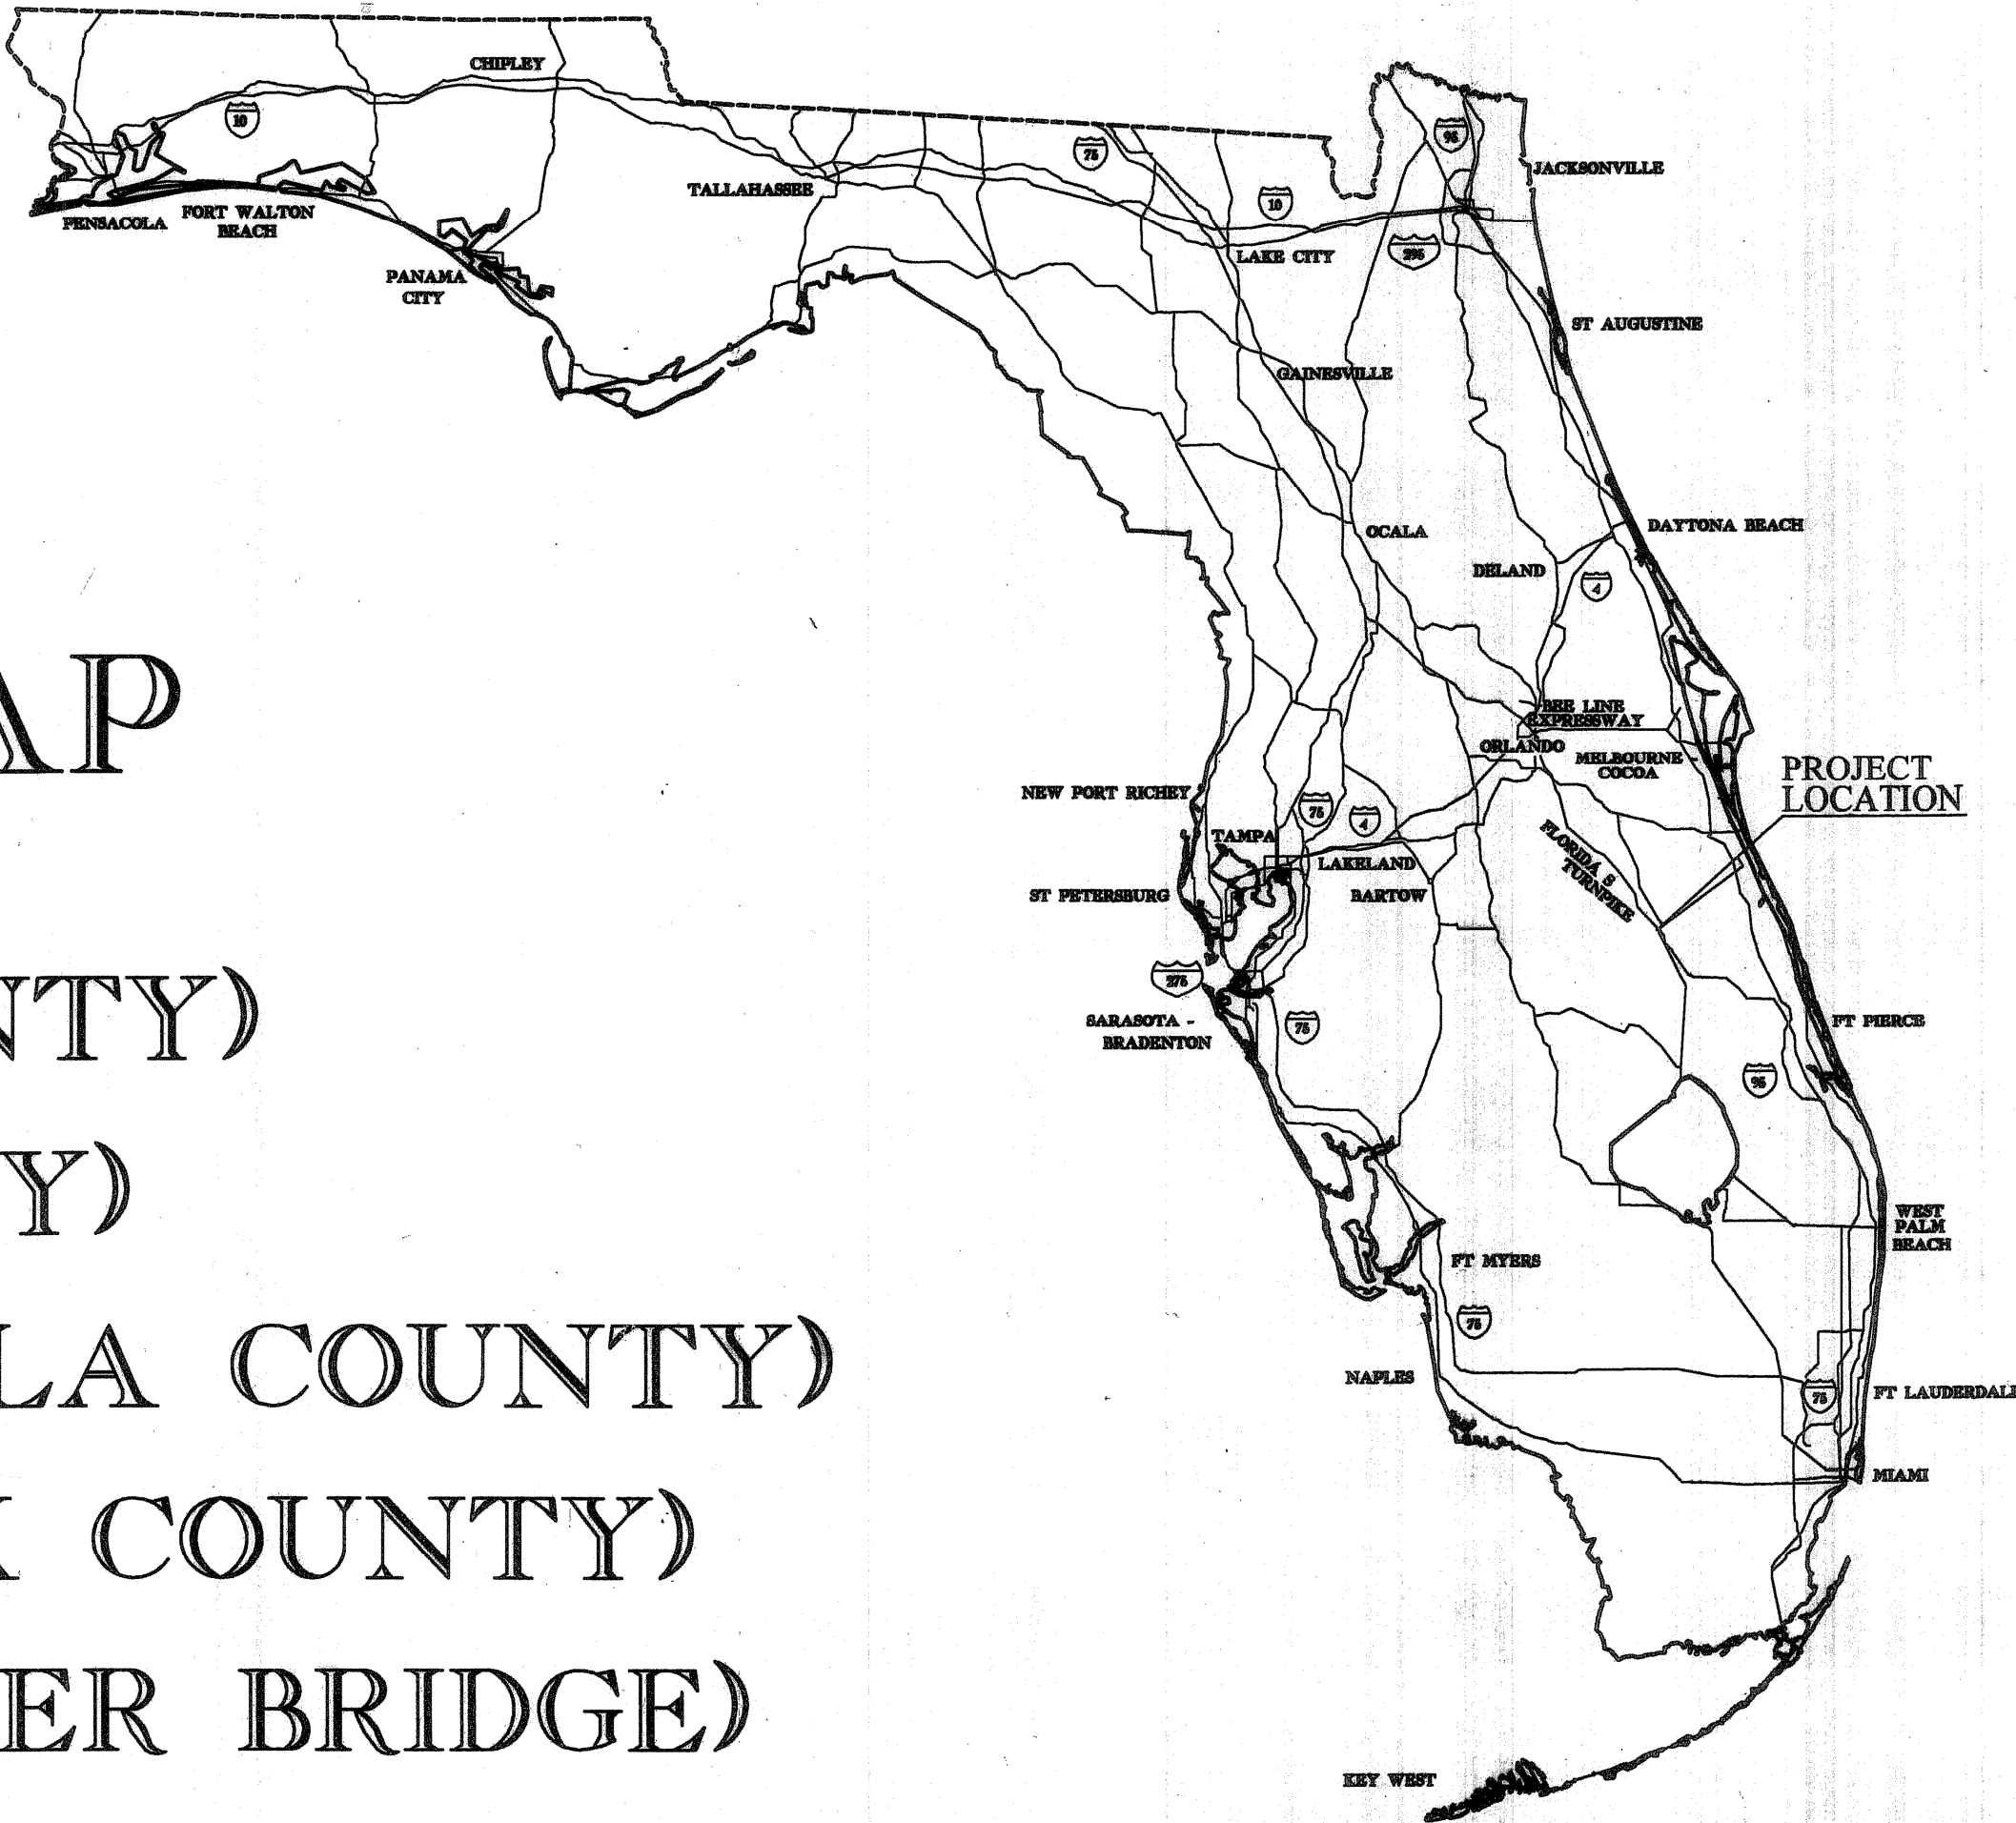 CHIPLEY
10
PENSACOLA
FORT WALTON
BEACH
PANAMA
CITY
TALLAHASSEE
75
10
95
JACKSONVILLE
LAKE CITY
295
ST AUGUSTINE
GAINESVILLE
OCALA
DAYTONA BEACH
DELAND
4
AP
BEE LINE
EXPRESSWAY
ORLANDO
MELBOURNE
COCOA
PROJECT
LOCATION
NEW PORT RICHEY
75
4
TAMPA
LAKELAND
FLORIDA S
TURNPIKE
ST PETERSBURG
BARTOW
275
SARASOTA -
BRADENTON
75
FT PIERCE
95
NTY)
Y)
WEST
PALM
BEACH
FT MYERS
75
LA COUNTY)
NAPLES
75
FT LAUDERDALE
MIAMI
COUNTY)
ER BRIDGE)
KEY WEST